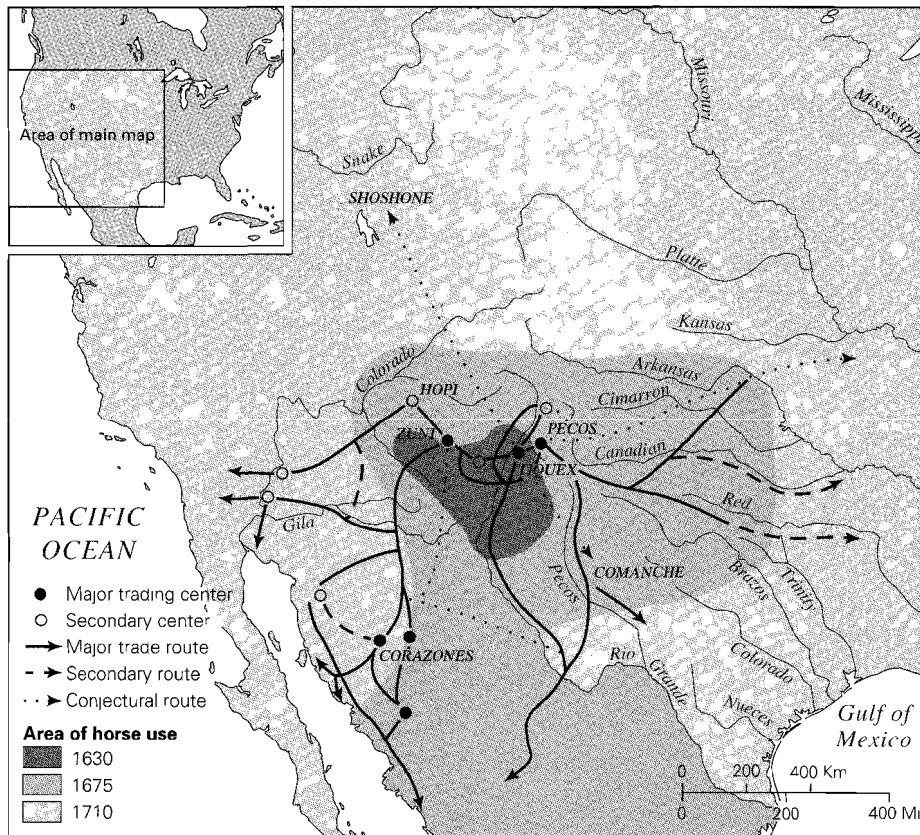 Area of main map
Missouri
Mississippi
Snake
SHOSHONE
Platte
Kansas
Colorado
Arkansas
HOPI
Cimarron
ZUNI
PECOS
Canadian
TIGUEX
Red
PACIFIC
OCEAN
Gila
Pecos
COMANCHE
Brazos
Trinity
CORAZONES
Rio
Grande
Colorado
Nueces
Gulf of
Mexico
Major trading center
Secondary center
Major trade route
Secondary route
Conjectural route
Area of horse use
1630
1675
1710
0 200 400 Km
0 200 400 Mi